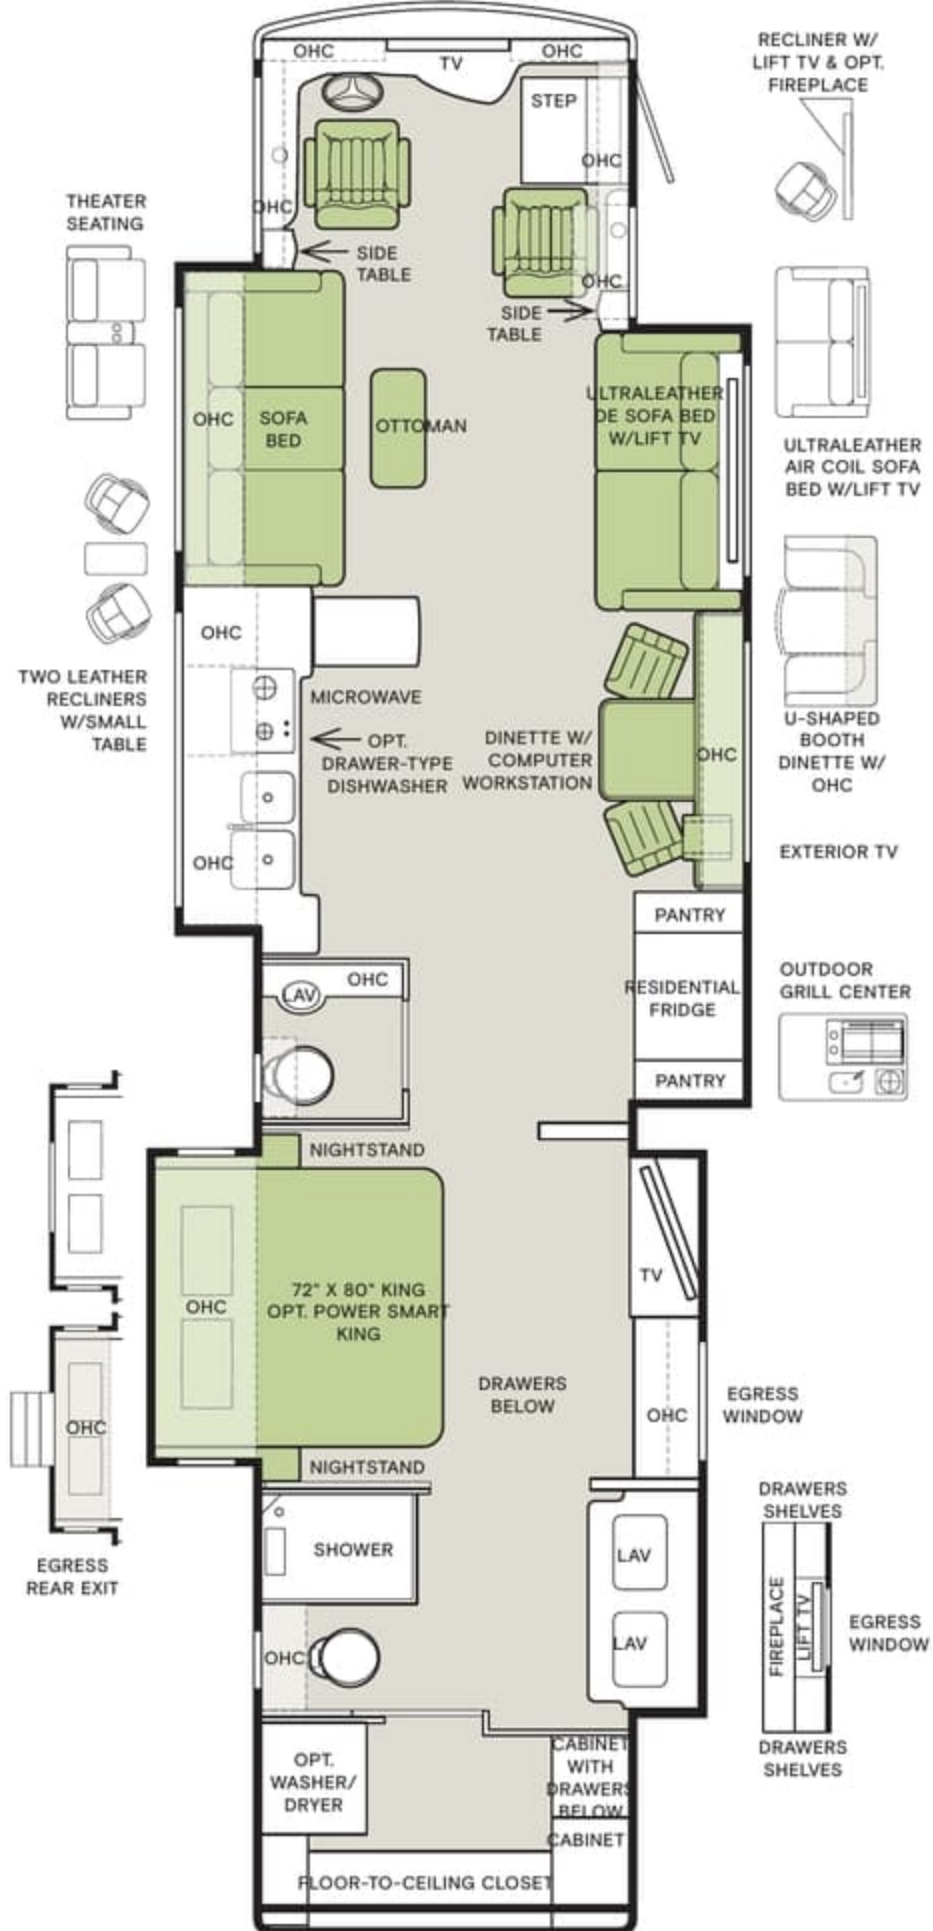 OHC
TV
OHC
RECLINER W/
LIFT TV & OPT.
FIREPLACE
STEP
OHC
THEATER
SEATING
OHC
SIDE
TABLE
OHC
SIDE
TABLE
OHC
SOFA
BED
OTTOMAN
ULTRALEATHER
DE SOFA BED
W/LIFT TV
ULTRALEATHER
AIR COIL SOFA
BED W/LIFT TV
OHC
TWO LEATHER
RECLINERS
W/SMALL
TABLE
MICROWAVE
OPT.
DRAWER-TYPE
DISHWASHER
DINETTE W/
COMPUTER
WORKSTATION
OHC
U-SHAPED
BOOTH
DINETTE W/
OHC
OHC
EXTERIOR TV
PANTRY
OHC
LAV
RESIDENTIAL
FRIDGE
OUTDOOR
GRILL CENTER
PANTRY
NIGHTSTAND
TV
OHC
72" X 80" KING
OPT. POWER SMART
KING
DRAWERS
BELOW
OHC
EGRESS
WINDOW
OHC
NIGHTSTAND
EGRESS
REAR EXIT
SHOWER
LAV
LAV
DRAWERS
SHELVES
FIREPLACE
LIFT TV
EGRESS
WINDOW
DRAWERS
SHELVES
OHC
OPT.
WASHER/
DRYER
CABINET
WITH
DRAWERS
BELOW
CABINET
FLOOR-TO-CEILING CLOSET